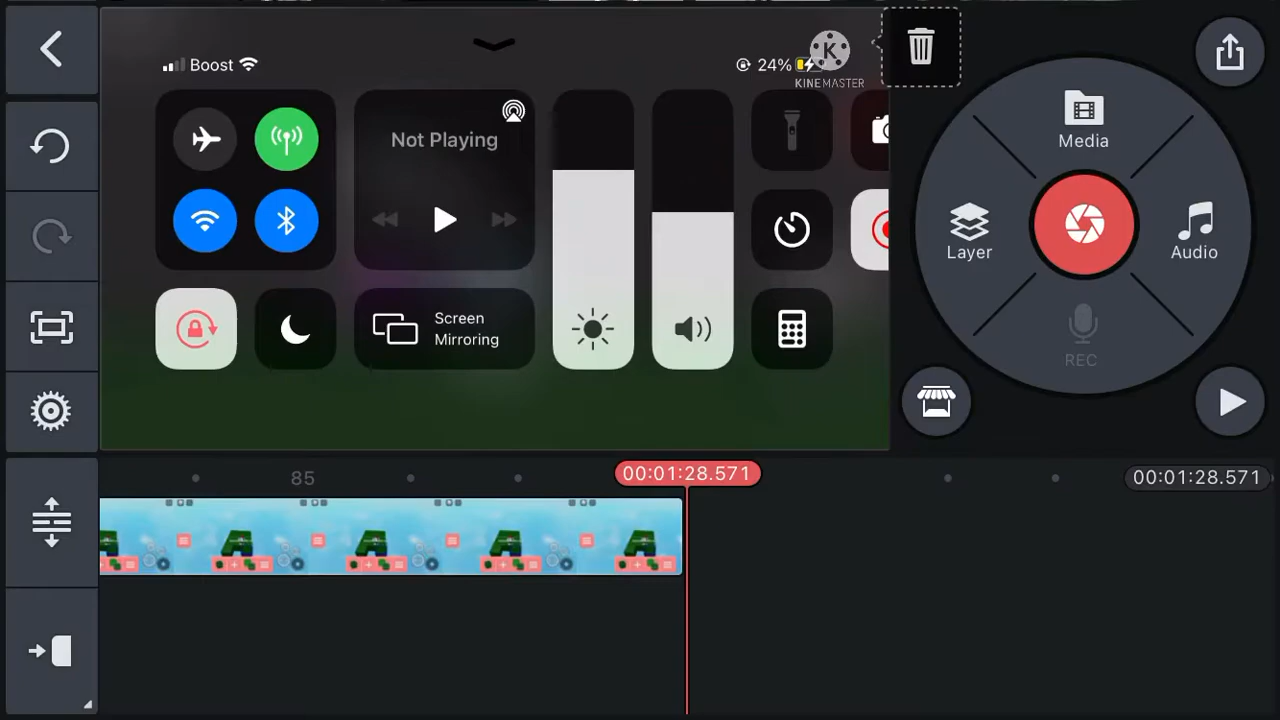 Boost
24%
K
KINEMASTER
Not Playing
Screen
Mirroring
Media
Layer
Audio
REC
85
00:01:28.571
00:01:28.571